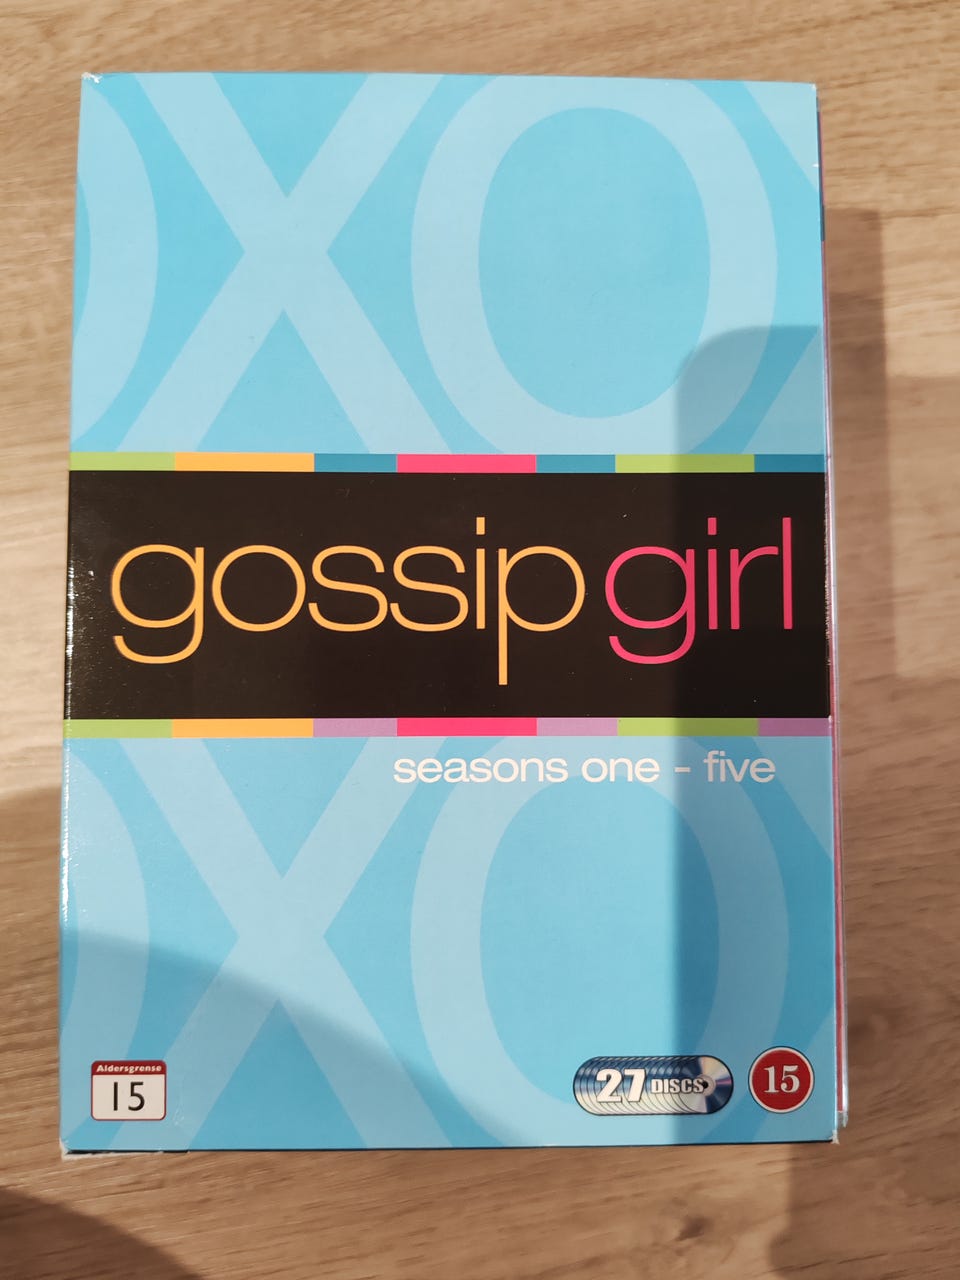 XO
gossip girl
seasons one - five
XO
Aldersgrense
15
27 DISCS
15